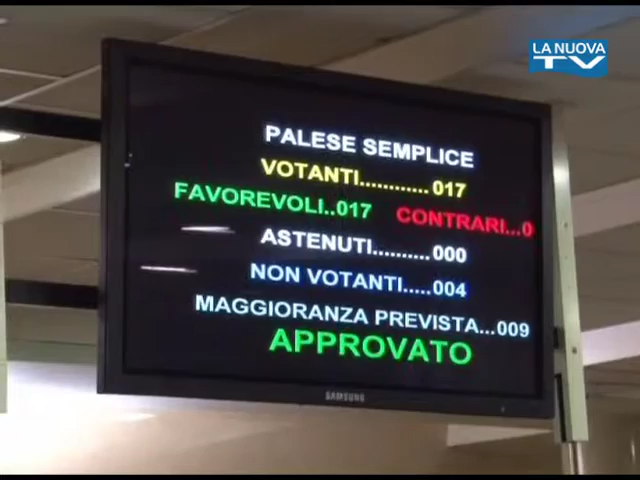 LA NUOVA
TV
PALESE SEMPLICE
VOTANTI............017
FAVOREVOLI..017 CONTRARI...0
ASTENUTI..........000
NON VOTANTI.....004
MAGGIORANZA PREVISTA...009
APPROVATO
SAMSUNG